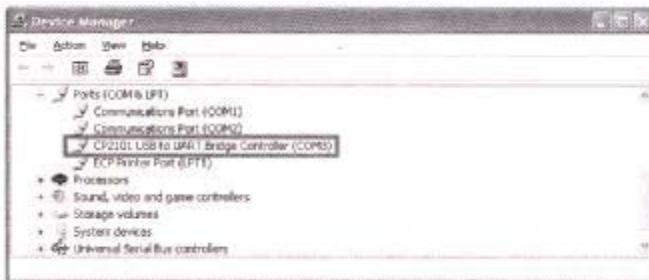 Device Manager
File Action View Help
Ports (COM & LPT)
Communications Port (COM1)
Communications Port (COM2)
CP2101 USB to UART Bridge Controller (COM3)
ECP Printer Port (LPT1)
Processors
Sound, video and game controllers
Storage volumes
System devices
Universal Serial Bus controllers